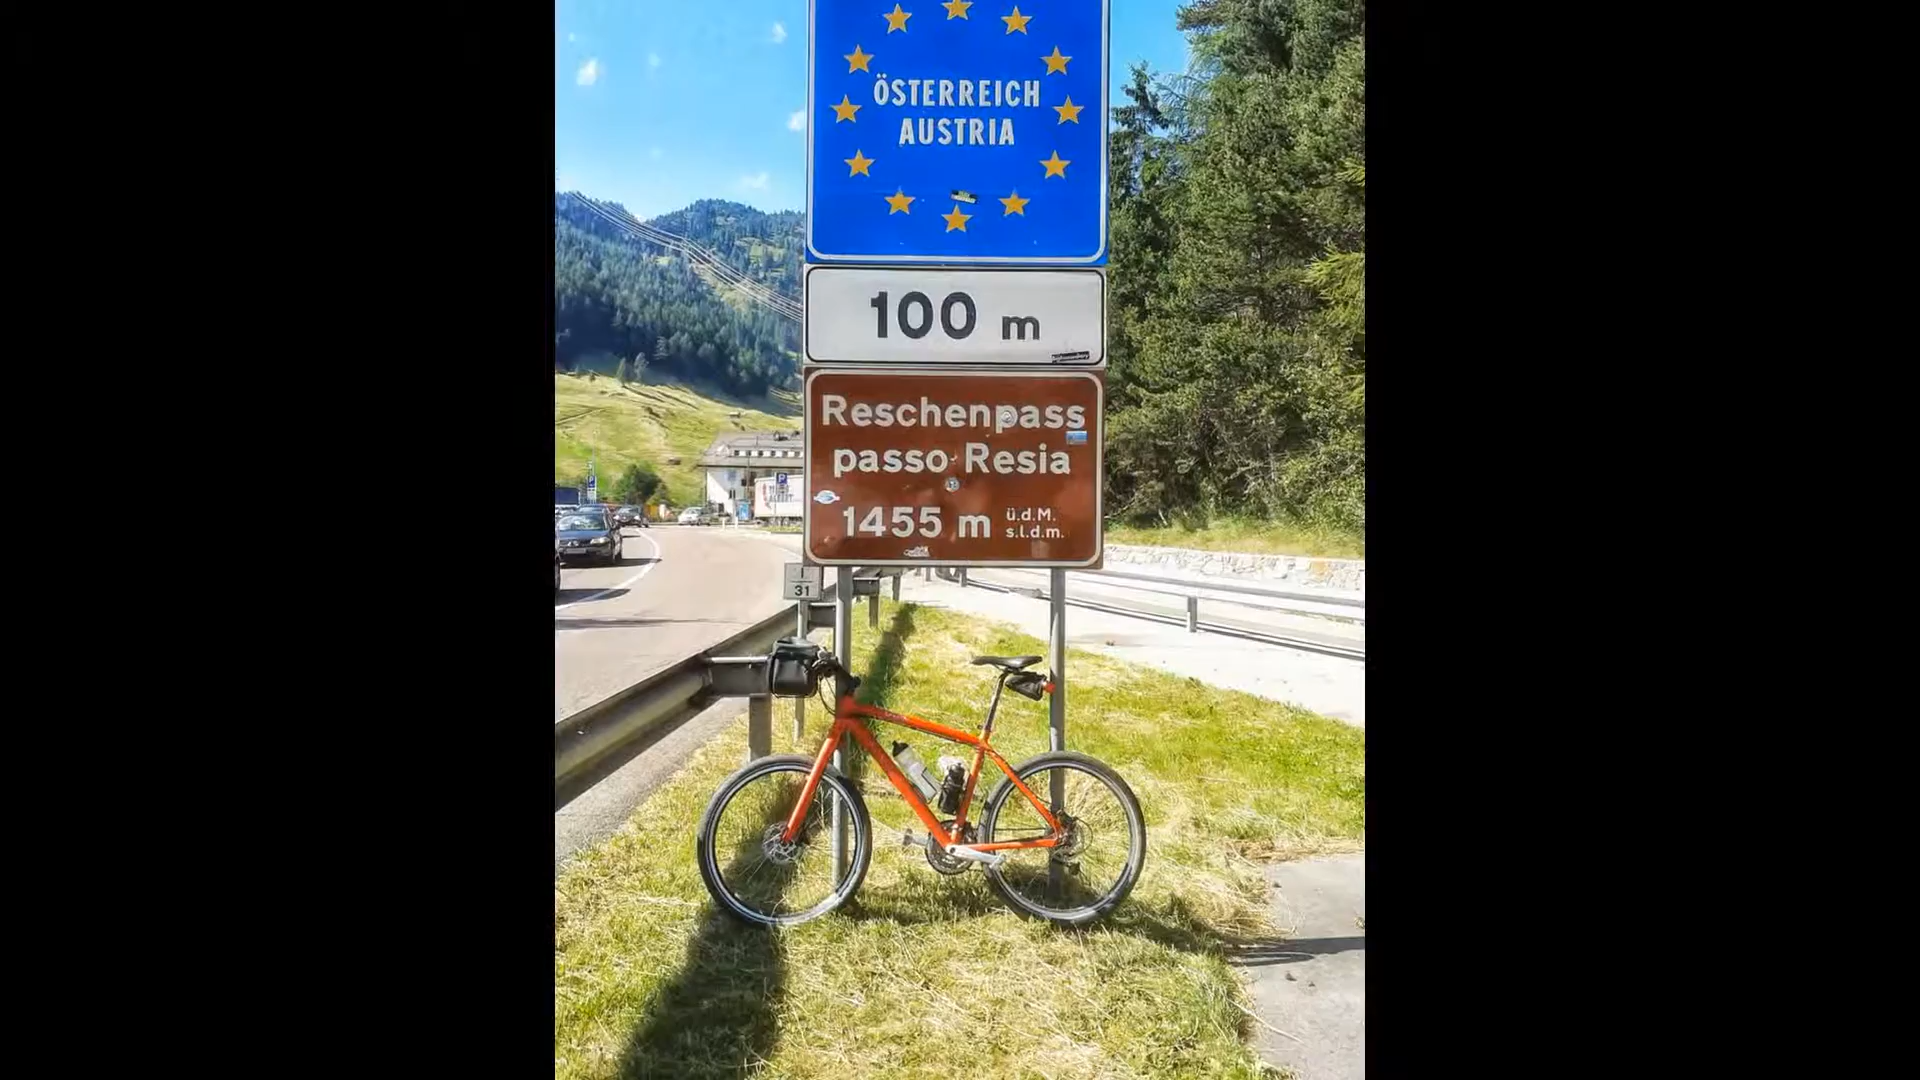 ÖSTERREICH
AUSTRIA
100 m
Reschenpass
passo Resia
1455 m ü.d.M.
s.l.d.m.
I
31
P
P